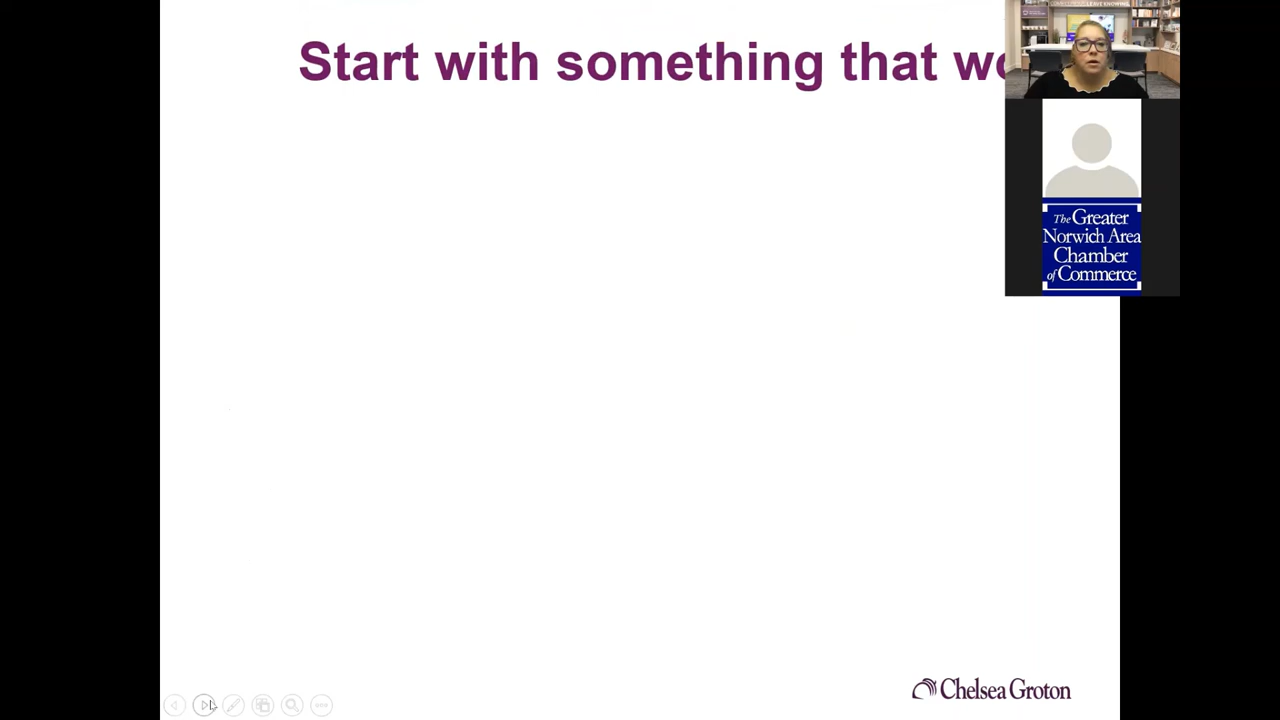 Start with something that wo
The Greater
Norwich Area
Chamber
of Commerce
Chelsea Groton